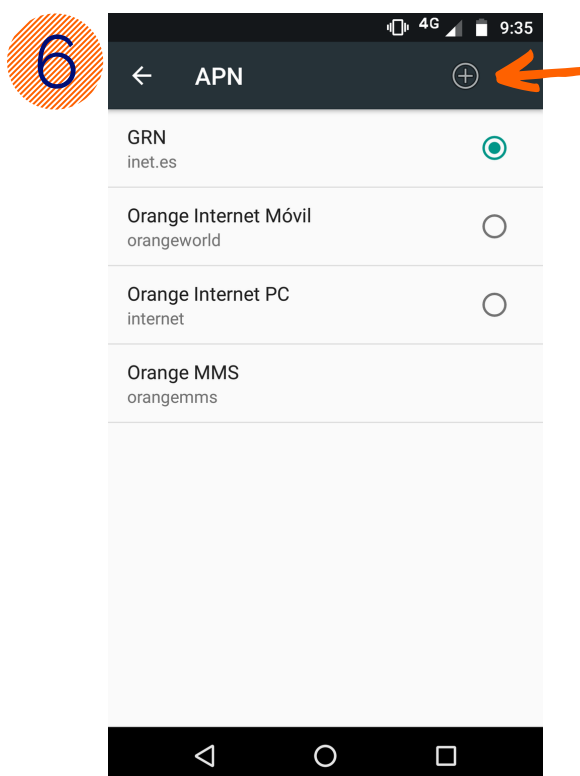 6
4G 9:35
APN
GRN
inet.es
Orange Internet Móvil
orangeworld
Orange Internet PC
internet
Orange MMS
orangemms